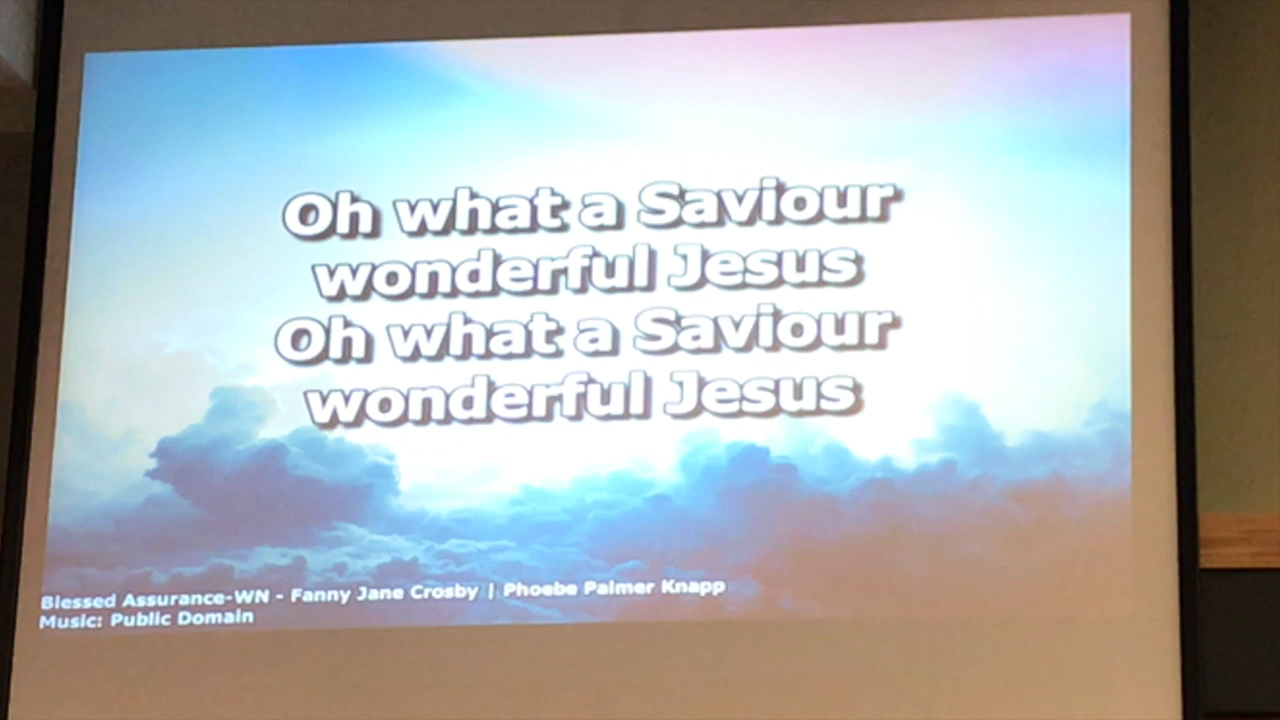 Oh what a Saviour
wonderful Jesus
Oh what a Saviour
wonderful Jesus
Blessed Assurance-WN - Fanny Jane Crosby | Phoebe Palmer Knapp
Music: Public Domain